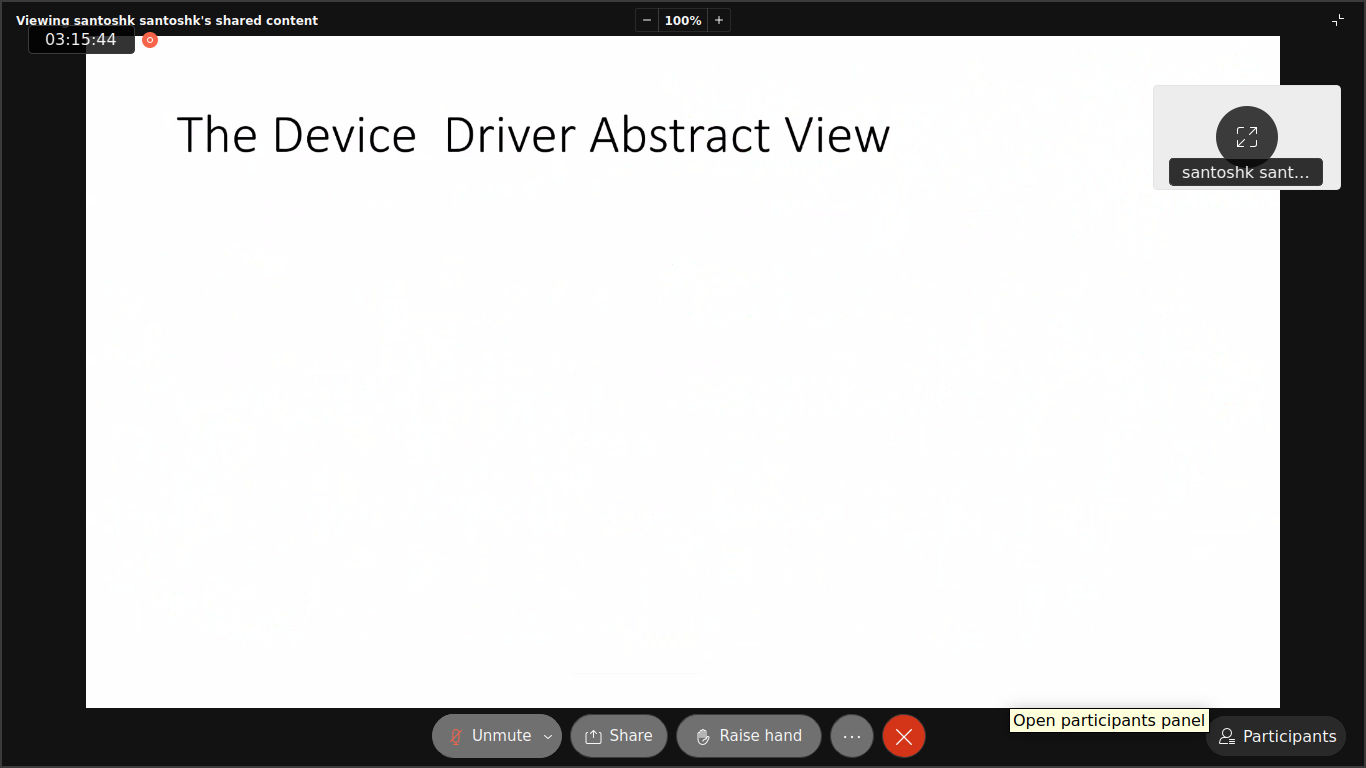 Viewing santoshk santoshk's shared content
− 100% +
03:15:44
The Device  Driver Abstract View
santoshk sant...
Open participants panel
Unmute
Share
Raise hand
...
Participants